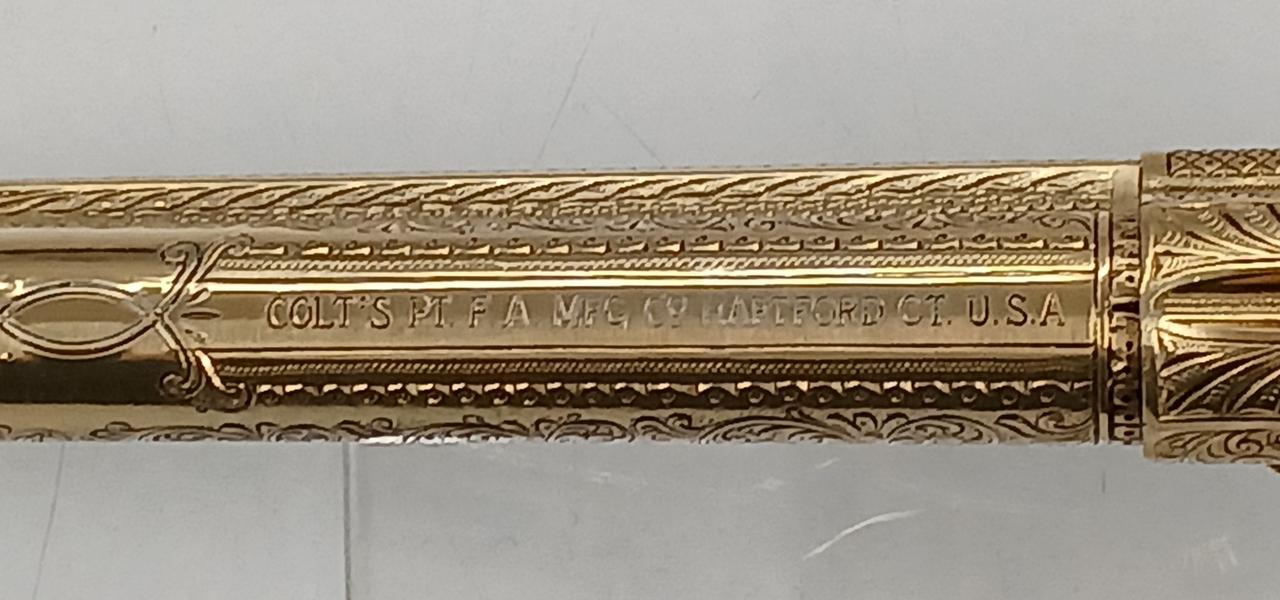 COLT'S PT. F. A. MFG. CO. HARTFORD CT. U.S.A